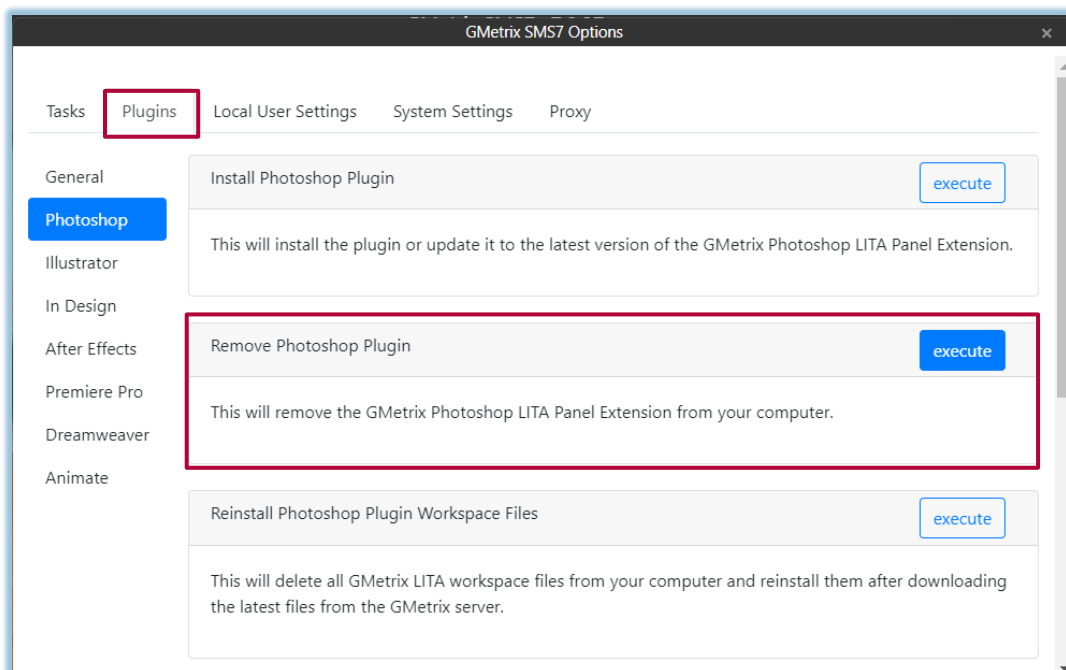 GMetrix SMS7 Options
Tasks Plugins Local User Settings System Settings Proxy
General
Photoshop
Illustrator
In Design
After Effects
Premiere Pro
Dreamweaver
Animate
Install Photoshop Plugin execute
This will install the plugin or update it to the latest version of the GMetrix Photoshop LITA Panel Extension.
Remove Photoshop Plugin execute
This will remove the GMetrix Photoshop LITA Panel Extension from your computer.
Reinstall Photoshop Plugin Workspace Files execute
This will delete all GMetrix LITA workspace files from your computer and reinstall them after downloading
the latest files from the GMetrix server.